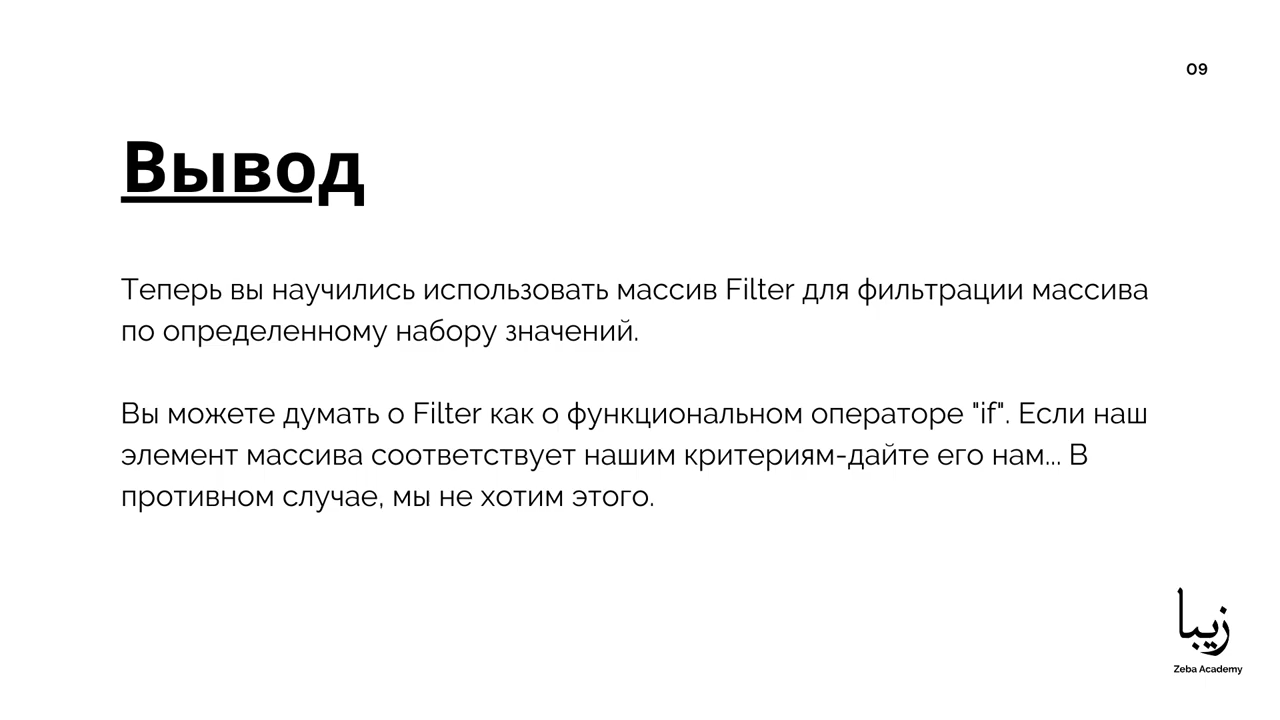 09
Вывод
Теперь вы научились использовать массив Filter для фильтрации массива
по определенному набору значений.
Вы можете думать о Filter как о функциональном операторе "if". Если наш
элемент массива соответствует нашим критериям-дайте его нам... В
противном случае, мы не хотим этого.
زیبا
Zeba Academy